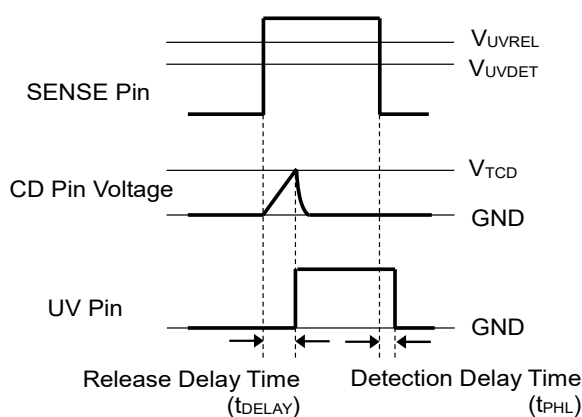 VUVREL
VUVDET
SENSE Pin
VTCD
CD Pin Voltage
GND
UV Pin
GND
Release Delay Time
(tDELAY)
Detection Delay Time
(tPHL)